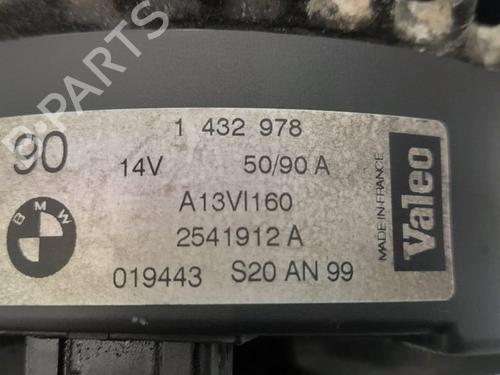 1 432 978
90
14V 50/90 A
BMW
A13VI160
2541912 A
019443 S20 AN 99
MADE IN FRANCE
Valeo
B-PARTS